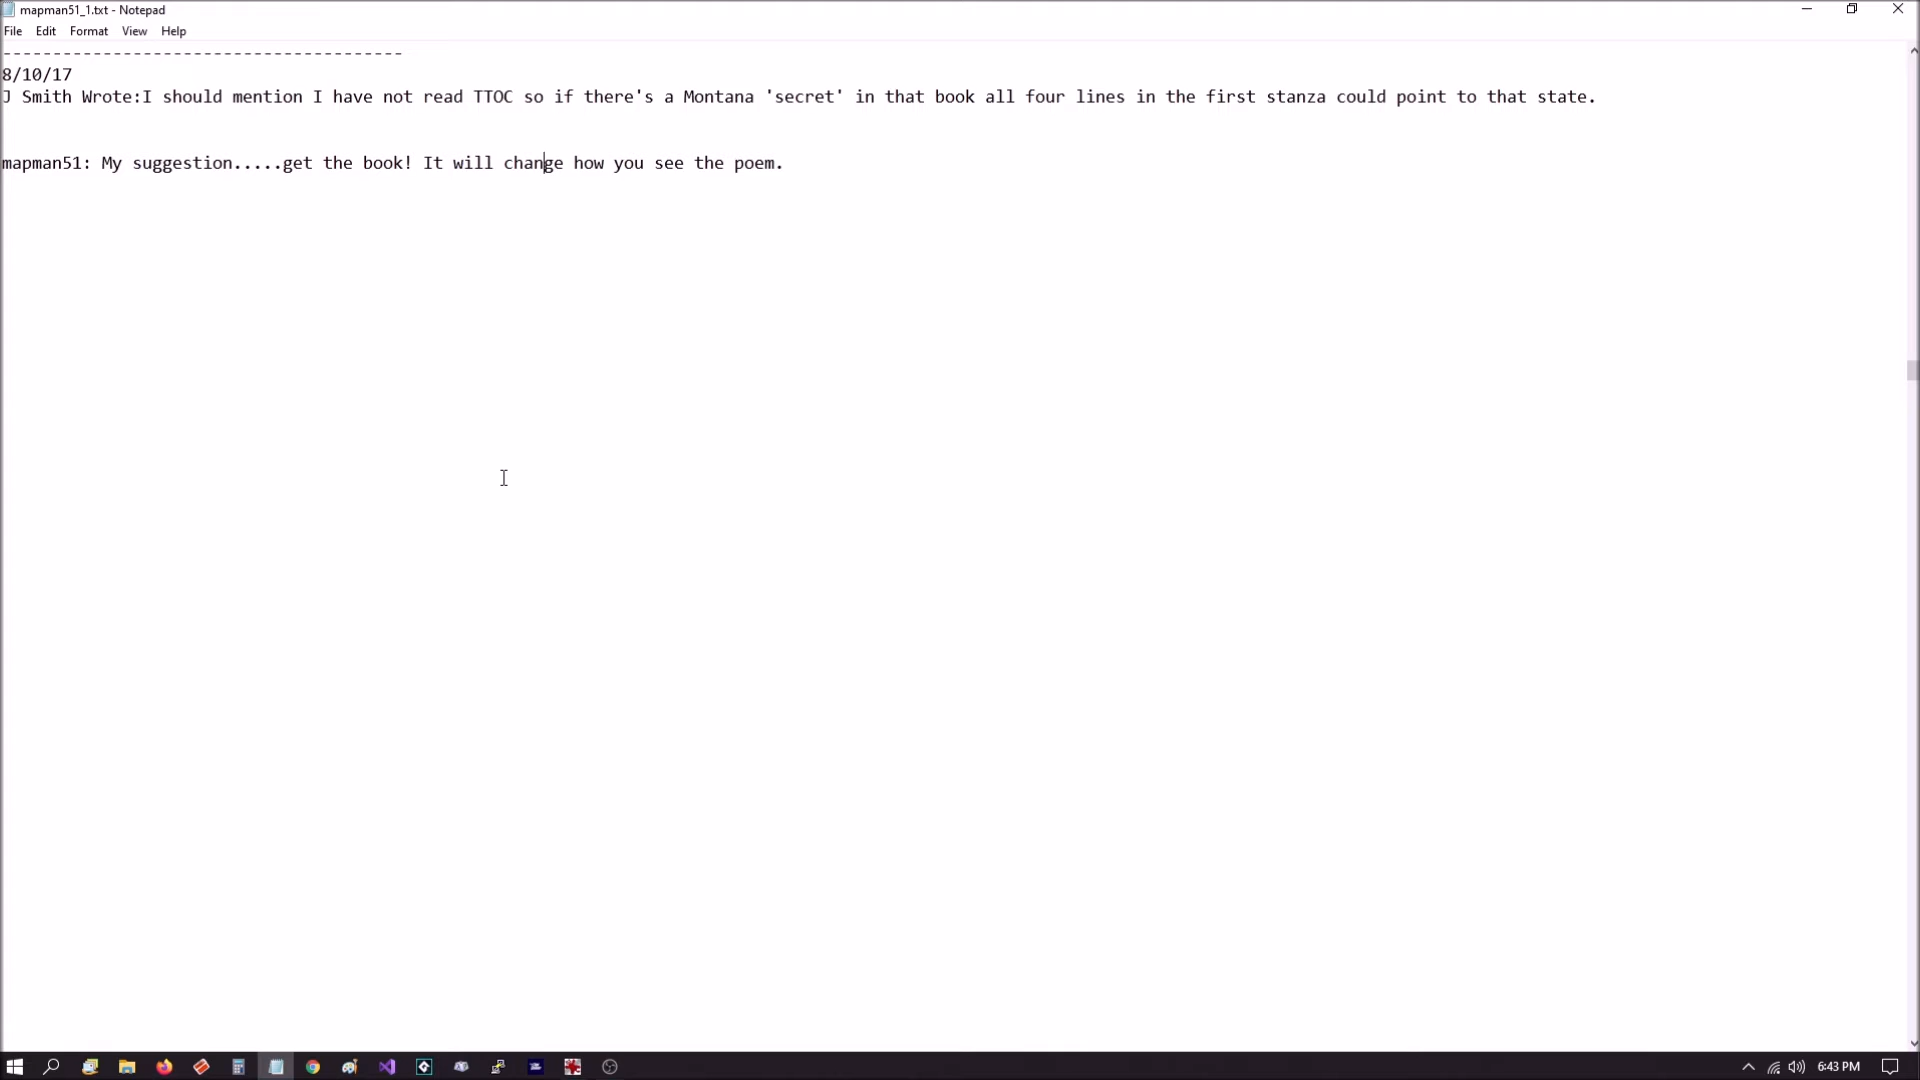 mapman51_1.txt - Notepad
File Edit Format View Help
----------------------------------------
8/10/17
J Smith Wrote:I should mention I have not read TTOC so if there's a Montana 'secret' in that book all four lines in the first stanza could point to that state.
mapman51: My suggestion.....get the book! It will change how you see the poem.
6:43 PM